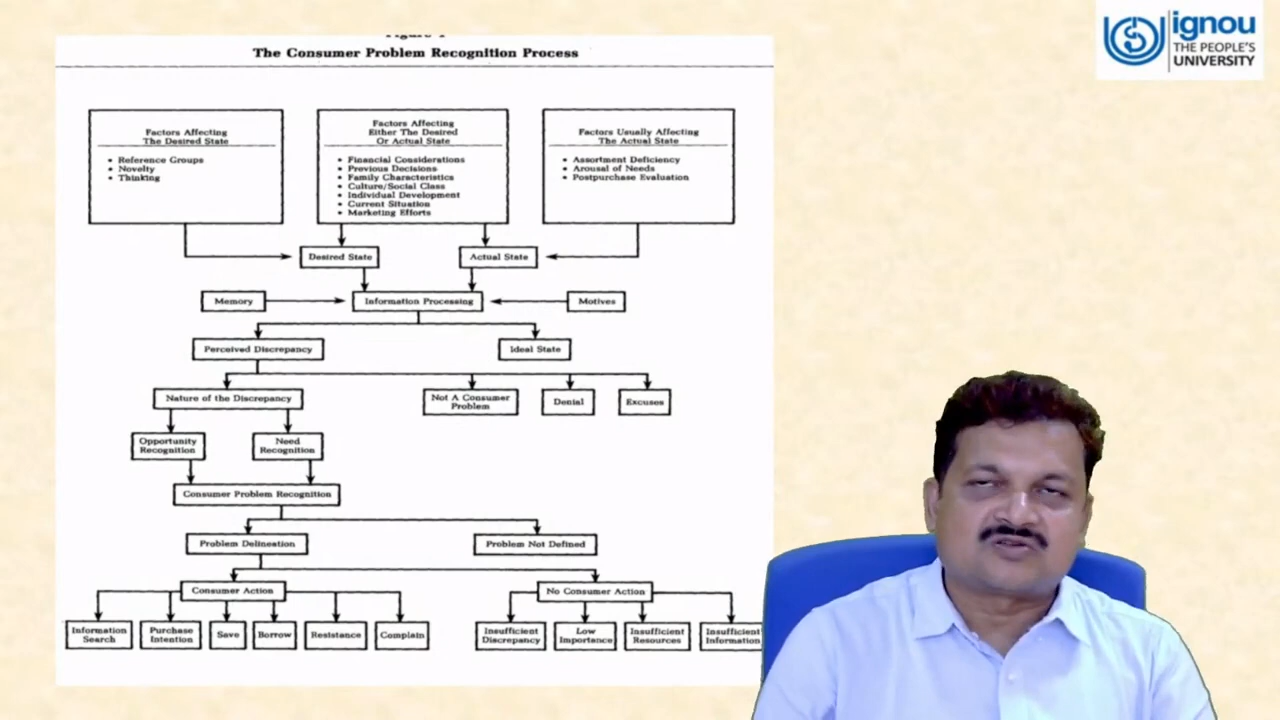 The Consumer Problem Recognition Process
ignou
THE PEOPLE'S
UNIVERSITY
Factors Affecting
The Desired State
• Reference Groups
• Novelty
• Thinking
Factors Affecting
Either The Desired
Or Actual State
• Financial Considerations
• Previous Decisions
• Family Characteristics
• Culture/Social Class
• Individual Development
• Current Situation
• Marketing Efforts
Factors Usually Affecting
The Actual State
• Assortment Deficiency
• Arousal of Needs
• Postpurchase Evaluation
Desired State
Actual State
Memory
Information Processing
Motives
Perceived Discrepancy
Ideal State
Nature of the Discrepancy
Not A Consumer
Problem
Denial
Excuses
Opportunity
Recognition
Need
Recognition
Consumer Problem Recognition
Problem Delineation
Problem Not Defined
Consumer Action
No Consumer Action
Information
Search
Purchase
Intention
Save
Borrow
Resistance
Complain
Insufficient
Discrepancy
Low
Importance
Insufficient
Resources
Insufficient
Information